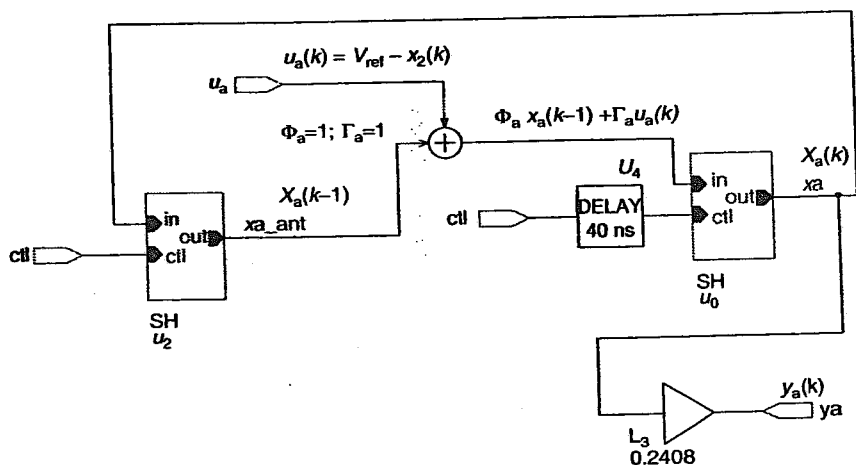 u_a(k) = V_ref – x_2(k)
u_a
Φ_a=1; Γ_a=1
Φ_a x_a(k–1) +Γ_a u_a(k)
U_4
X_a(k)
in
out
xa
ctl
DELAY
40 ns
ctl
X_a(k–1)
in
out
xa_ant
ctl
ctl
SH
u_0
SH
u_2
y_a(k)
ya
L_3
0.2408